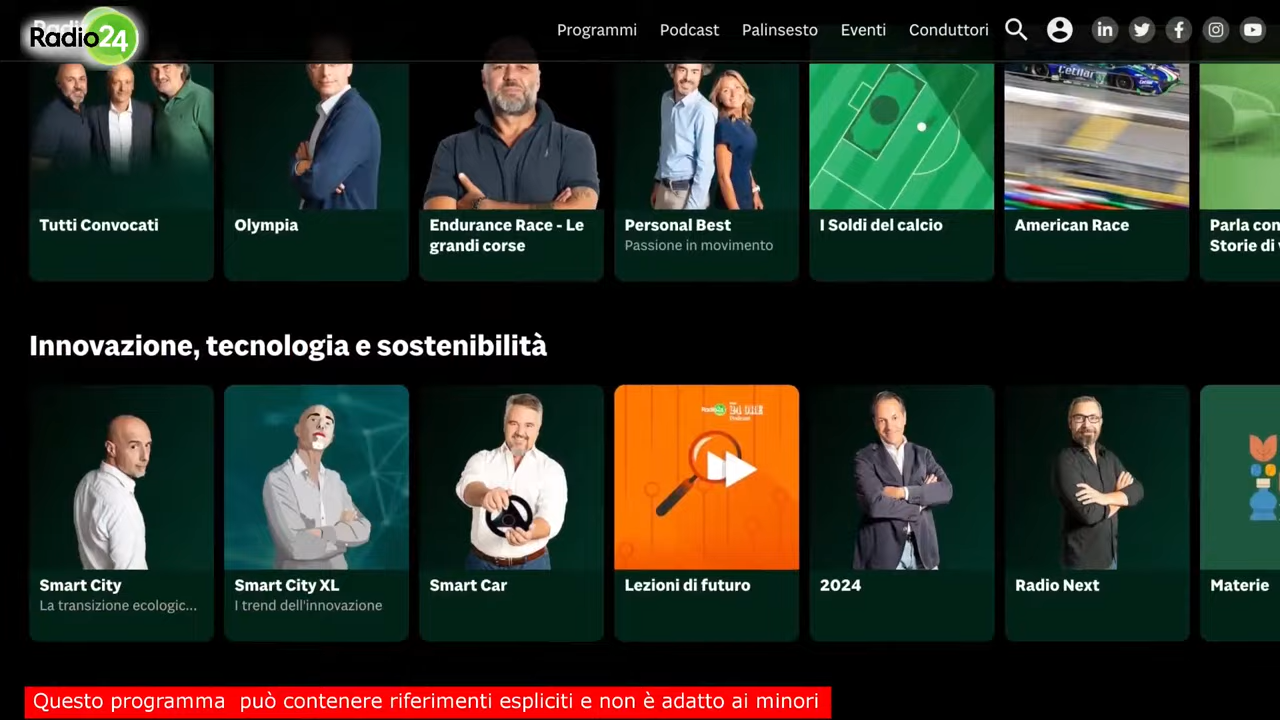 Radio24
Programmi
Podcast
Palinsesto
Eventi
Conduttori
Cetilar
Tutti Convocati
Olympia
Endurance Race - Le
grandi corse
Personal Best
Passione in movimento
I Soldi del calcio
American Race
Parla con
Storie di
Innovazione, tecnologia e sostenibilità
Radio24
Podcast
Smart City
La transizione ecologic...
Smart City XL
I trend dell'innovazione
Smart Car
Lezioni di futuro
2024
Radio Next
Materie
Questo programma  può contenere riferimenti espliciti e non è adatto ai minori